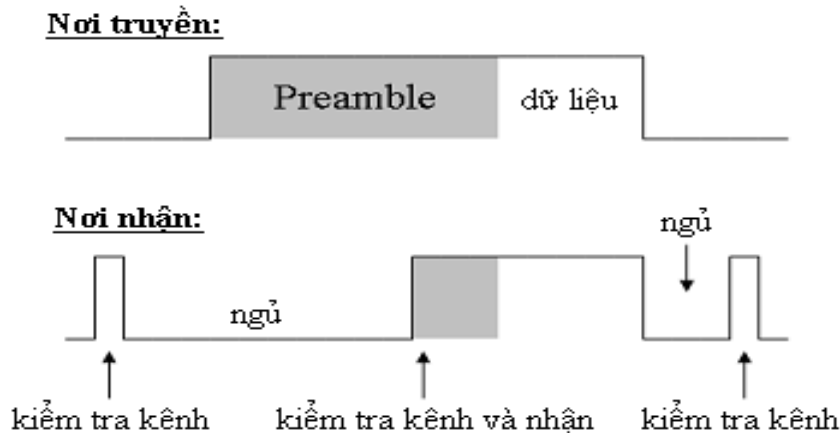 Nơi truyền:
Preamble
dữ liệu
Nơi nhận:
ngủ
ngủ
kiểm tra kênh
kiểm tra kênh và nhận
kiểm tra kênh